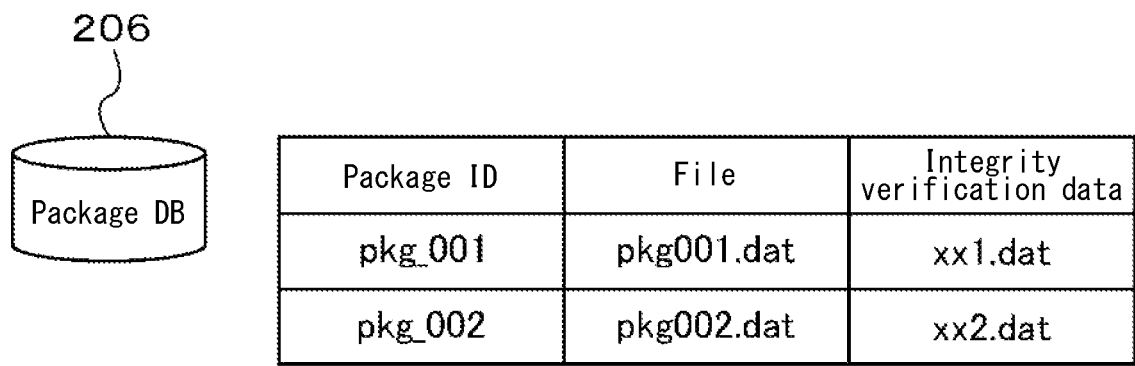 206
Package DB
Package ID
File
Integrity
verification data
pkg_001
pkg001.dat
xx1.dat
pkg_002
pkg002.dat
xx2.dat